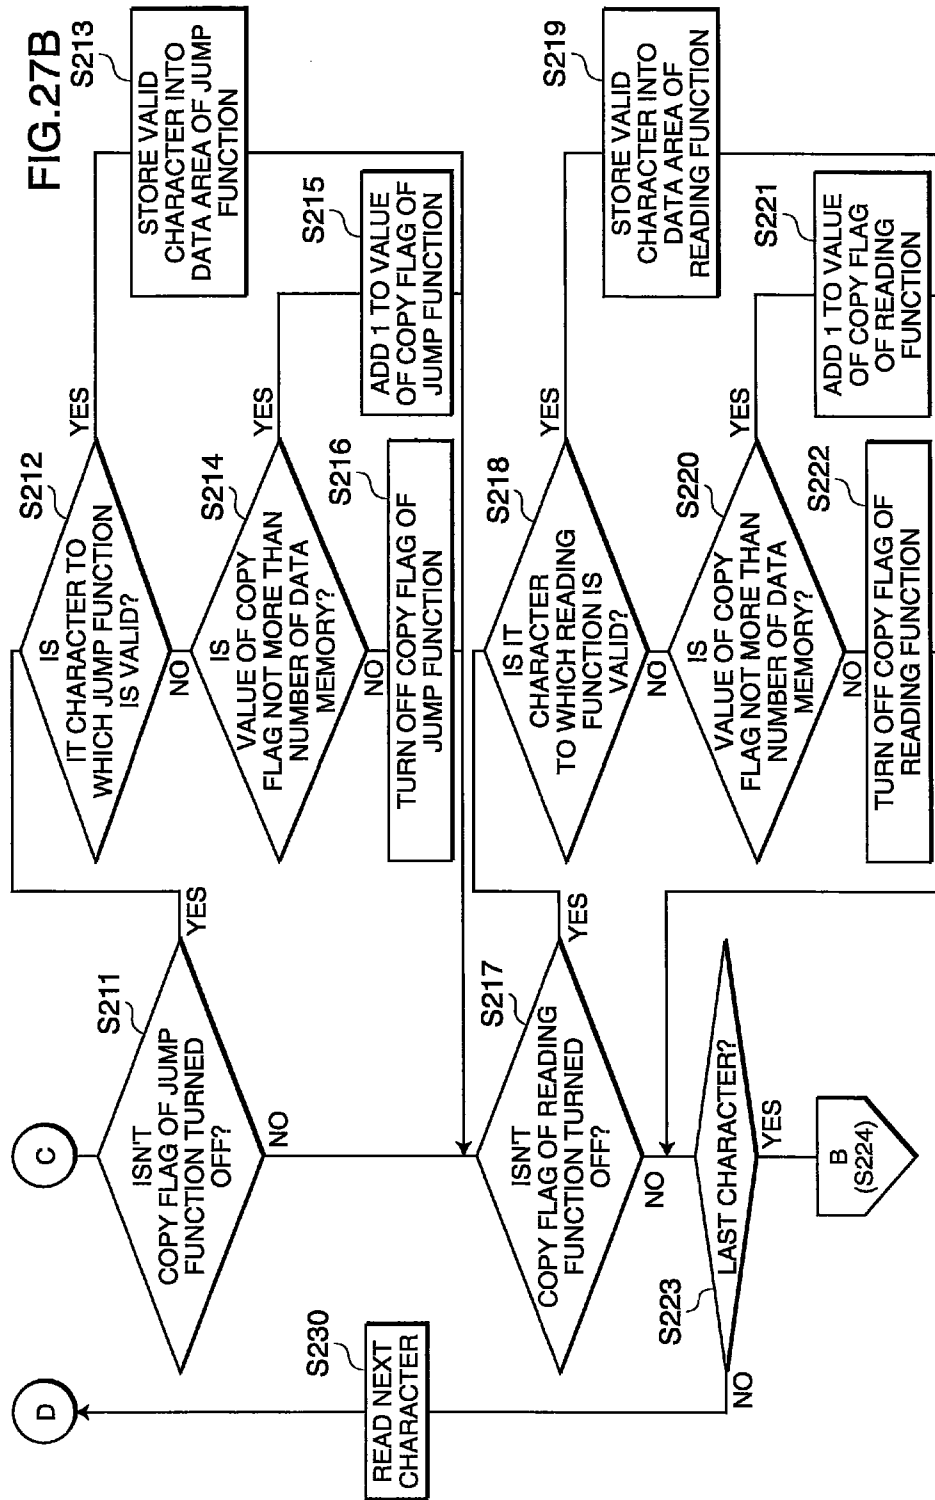 FIG.27B
C
D
S211
ISN'T
COPY FLAG OF JUMP
FUNCTION TURNED
OFF?
YES
NO
S212
IS
IT CHARACTER TO
WHICH JUMP FUNCTION
IS VALID?
YES
NO
S213
STORE VALID
CHARACTER INTO
DATA AREA OF JUMP
FUNCTION
S214
IS
VALUE OF COPY
FLAG NOT MORE THAN
NUMBER OF DATA
MEMORY?
YES
NO
S215
ADD 1 TO VALUE
OF COPY FLAG OF
JUMP FUNCTION
S216
TURN OFF COPY FLAG OF
JUMP FUNCTION
S217
ISN'T
COPY FLAG OF READING
FUNCTION TURNED
OFF?
YES
NO
S218
IS IT
CHARACTER
TO WHICH READING
FUNCTION IS
VALID?
YES
NO
S219
STORE VALID
CHARACTER INTO
DATA AREA OF
READING FUNCTION
S220
IS
VALUE OF COPY
FLAG NOT MORE THAN
NUMBER OF DATA
MEMORY?
YES
NO
S221
ADD 1 TO VALUE
OF COPY FLAG
OF READING
FUNCTION
S222
TURN OFF COPY FLAG OF
READING FUNCTION
S223
LAST CHARACTER?
YES
NO
B
(S224)
S230
READ NEXT
CHARACTER